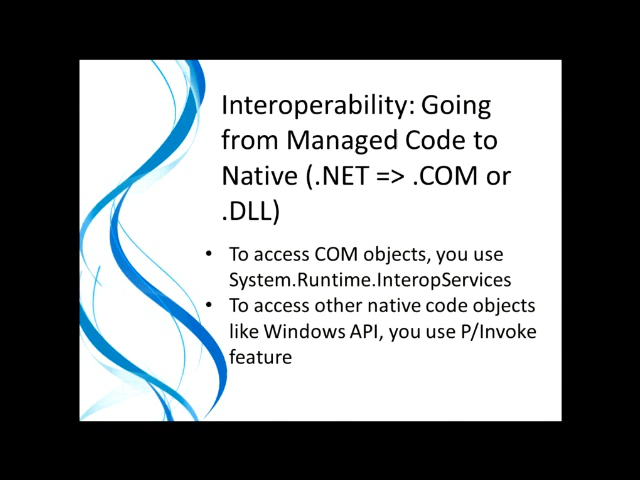 Interoperability: Going
from Managed Code to
Native (.NET => .COM or
.DLL)
• To access COM objects, you use
System.Runtime.InteropServices
• To access other native code objects
like Windows API, you use P/Invoke
feature